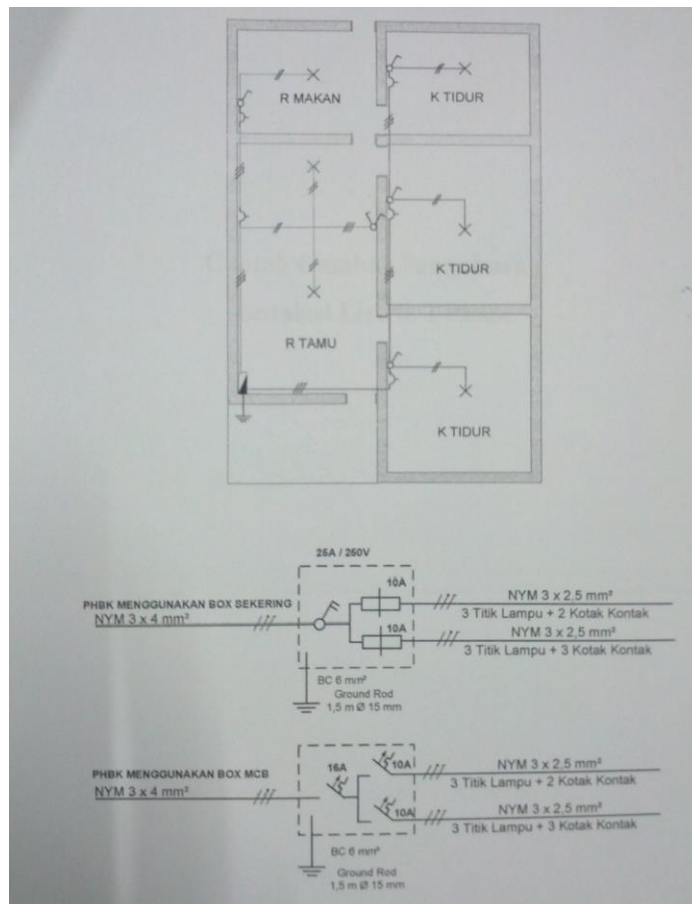 R MAKAN
K TIDUR
K TIDUR
R TAMU
K TIDUR
25A / 250V
10A
PHBK MENGGUNAKAN BOX SEKERING
NYM 3 x 4 mm²
NYM 3 x 2,5 mm²
3 Titik Lampu + 2 Kotak Kontak
10A
NYM 3 x 2,5 mm²
3 Titik Lampu + 3 Kotak Kontak
BC 6 mm²
Ground Rod
1,5 m Ø 15 mm
16A
10A
PHBK MENGGUNAKAN BOX MCB
NYM 3 x 4 mm²
NYM 3 x 2,5 mm²
3 Titik Lampu + 2 Kotak Kontak
10A
NYM 3 x 2,5 mm²
3 Titik Lampu + 3 Kotak Kontak
BC 6 mm²
Ground Rod
1,5 m Ø 15 mm